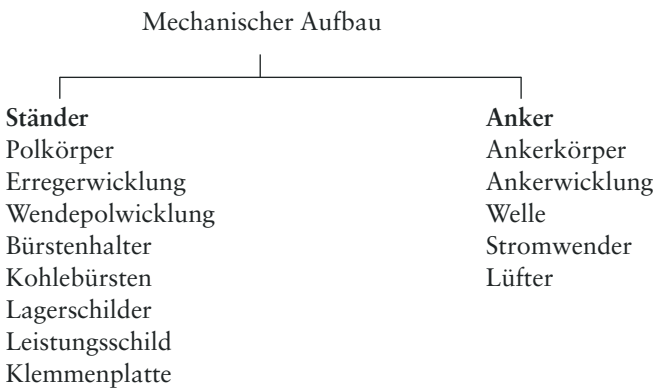 Mechanischer Aufbau
Ständer
Polkörper
Erregerwicklung
Wendepolwicklung
Bürstenhalter
Kohlebürsten
Lagerschilder
Leistungsschild
Klemmenplatte
Anker
Ankerkörper
Ankerwicklung
Welle
Stromwender
Lüfter